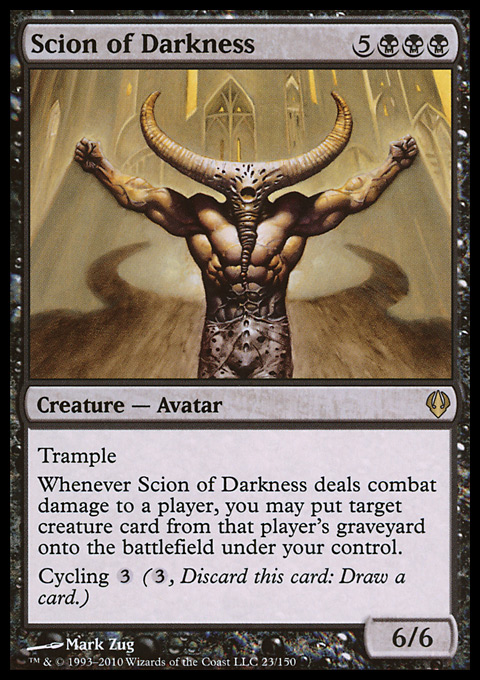 Scion of Darkness 5
Creature — Avatar
Trample
Whenever Scion of Darkness deals combat
damage to a player, you may put target
creature card from that player's graveyard
onto the battlefield under your control.
Cycling 3 (3, Discard this card: Draw a
card.)
Mark Zug
6/6
™ & © 1993–2010 Wizards of the Coast LLC 23/150